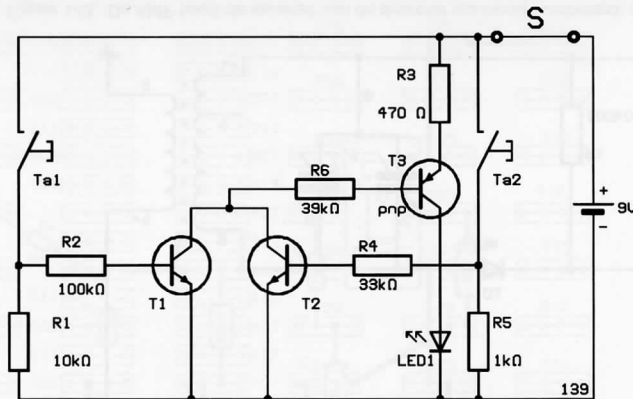 S
R3
470 Ω
T3
pnp
Ta1
Ta2
R6
39kΩ
+
9V
-
R2
100kΩ
T1
T2
R4
33kΩ
R1
10kΩ
LED1
R5
1kΩ
139